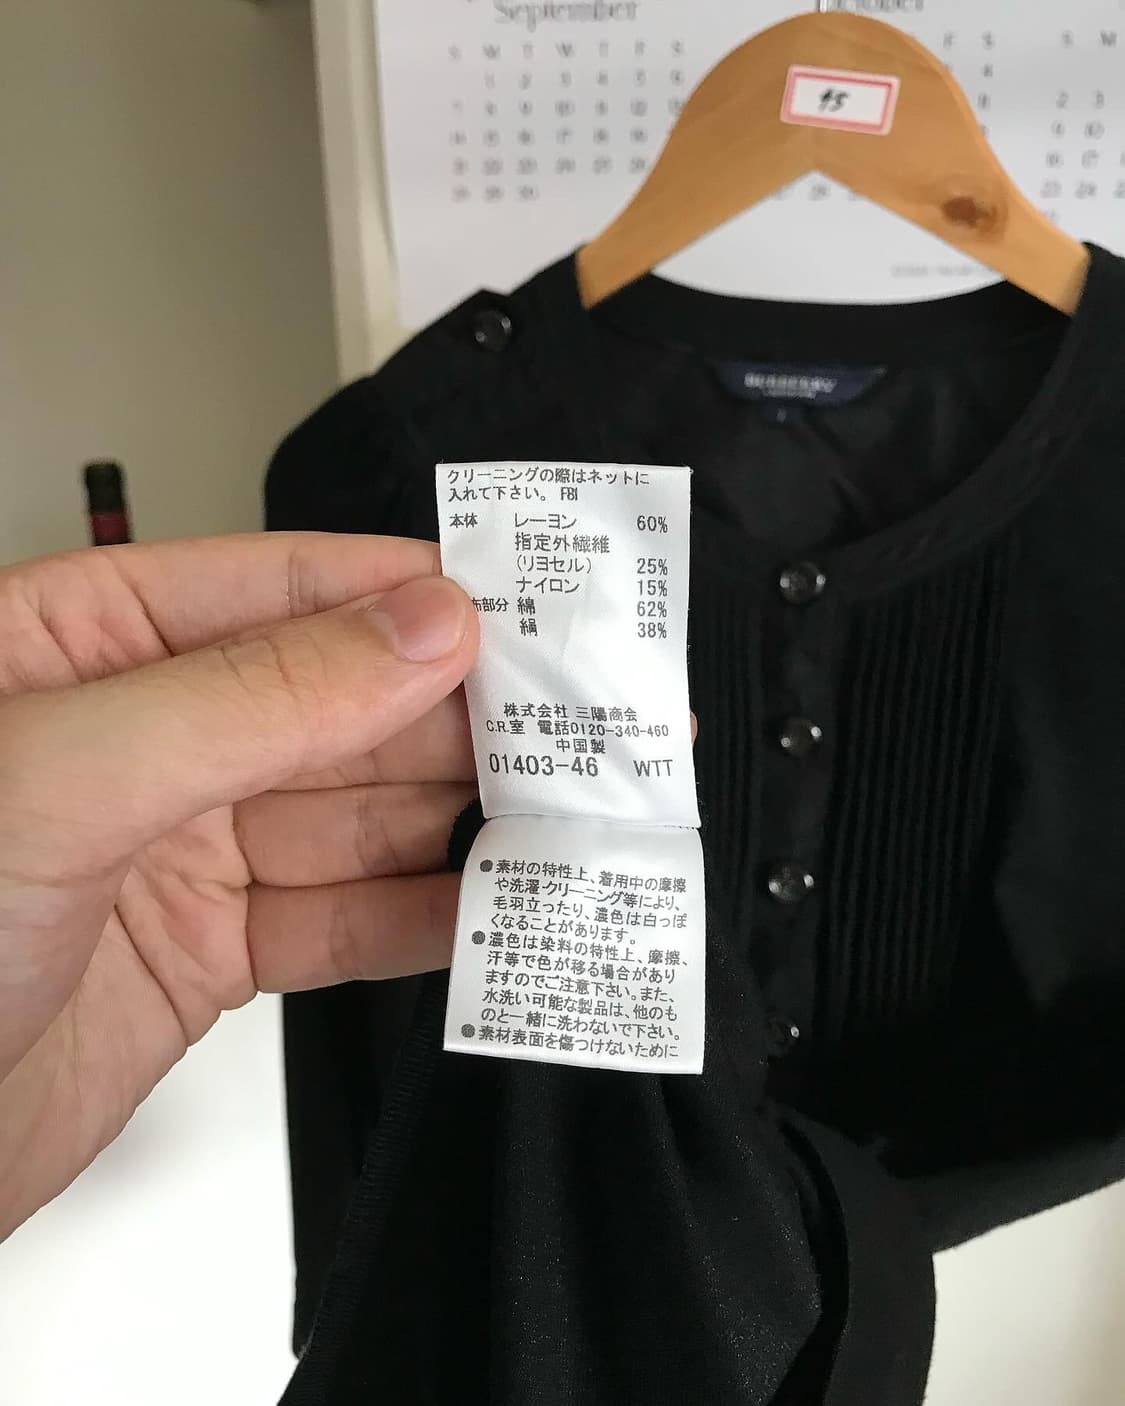 September
October
S M T W T F S
45
BURBERRY
LONDON
クリーニングの際はネットに
入れて下さい。 FBI
本体 レーヨン 60%
指定外繊維
(リヨセル) 25%
ナイロン 15%
布部分 綿 62%
絹 38%
株式会社 三陽商会
C.R.室 電話0120-340-460
中国製
01403-46 WTT
●素材の特性上、着用中の摩擦
や洗濯・クリーニング等により、
毛羽立ったり、濃色は白っぽ
くなることがあります。
●濃色は染料の特性上、摩擦、
汗等で色が移る場合があり
ますのでご注意下さい。また、
水洗い可能な製品は、他のも
のと一緒に洗わないで下さい。
●素材表面を傷つけないために